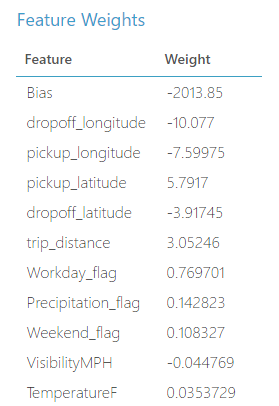 Feature Weights
Feature Weight
Bias -2013.85
dropoff_longitude -10.077
pickup_longitude -7.59975
pickup_latitude 5.7917
dropoff_latitude -3.91745
trip_distance 3.05246
Workday_flag 0.769701
Precipitation_flag 0.142823
Weekend_flag 0.108327
VisibilityMPH -0.044769
TemperatureF 0.0353729